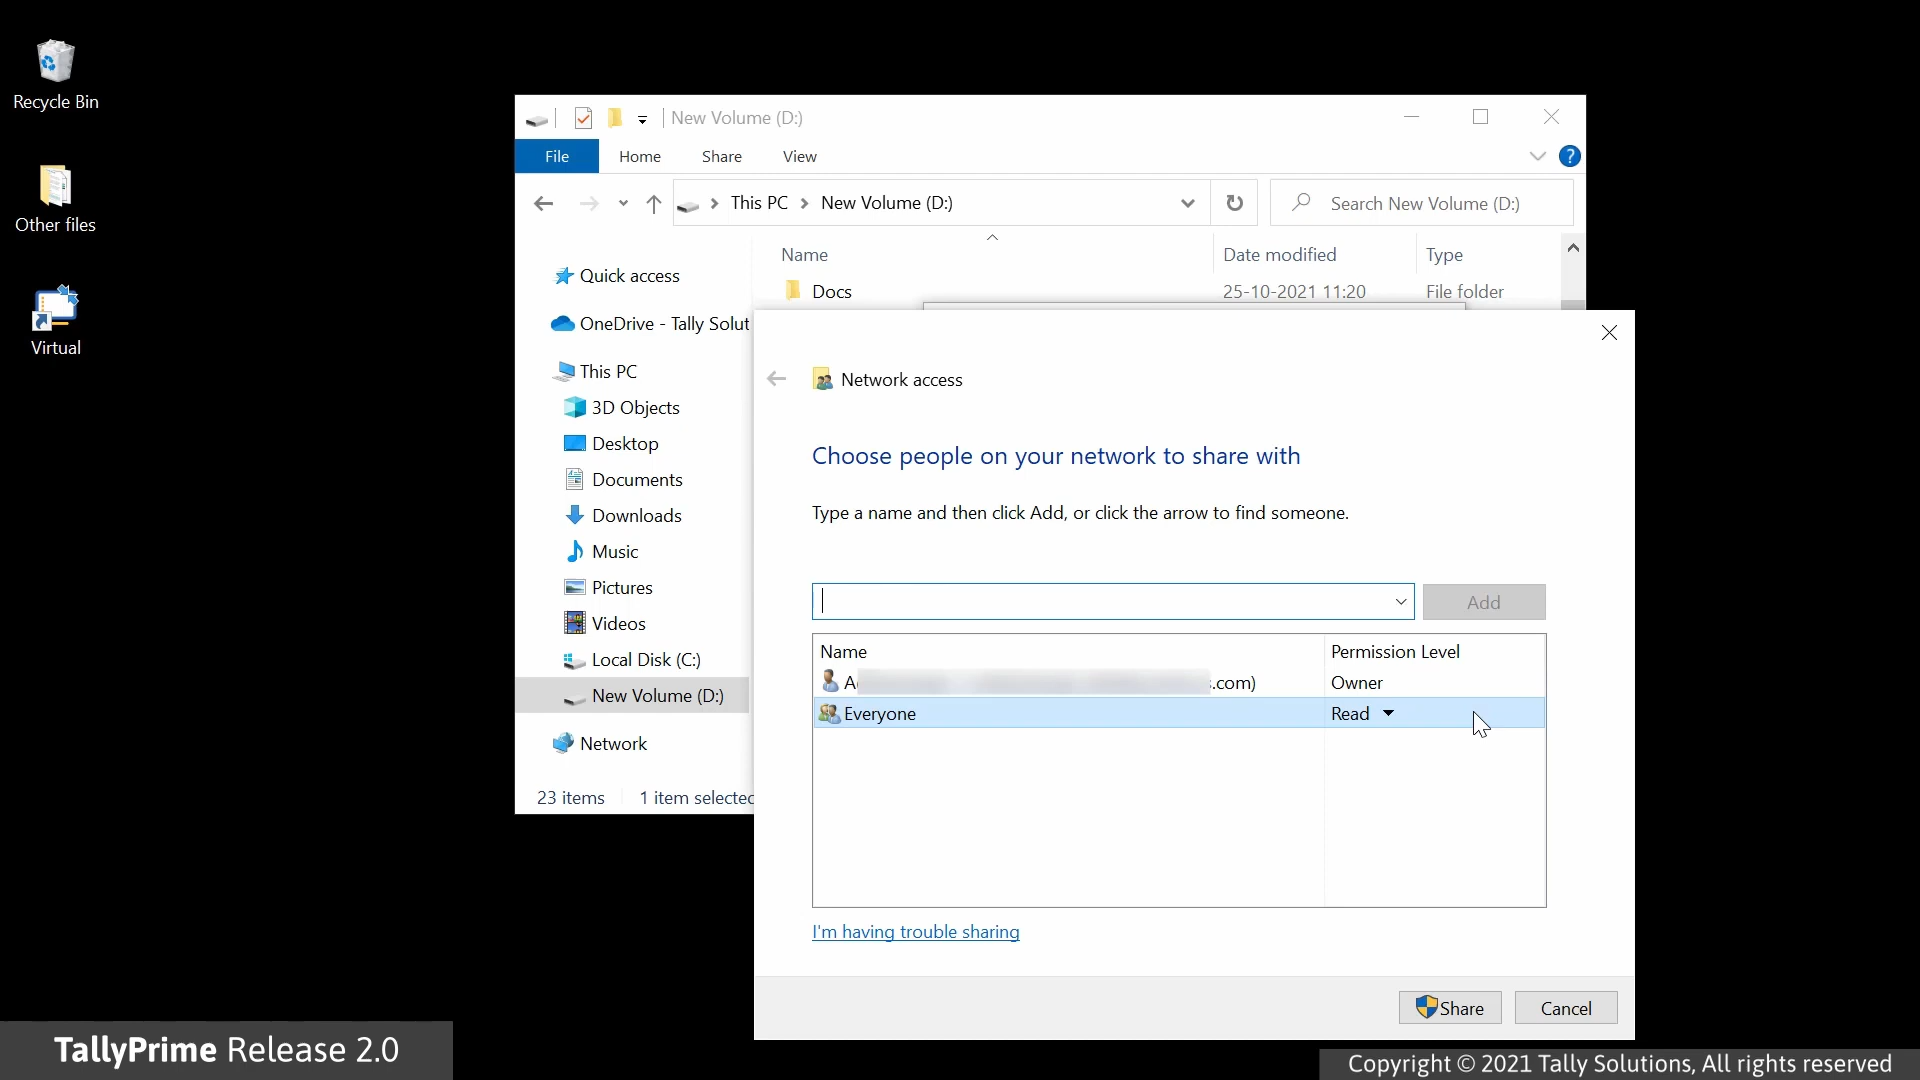 Recycle Bin
Other files
Virtual
New Volume (D:)
File Home Share View
This PC New Volume (D:)
Search New Volume (D:)
Name Date modified Type
Docs 25-10-2021 11:20 File folder
Quick access
OneDrive - Tally Solut
This PC
3D Objects
Desktop
Documents
Downloads
Music
Pictures
Videos
Local Disk (C:)
New Volume (D:)
Network
23 items 1 item selected
Network access
Choose people on your network to share with
Type a name and then click Add, or click the arrow to find someone.
Add
Name Permission Level
.com) Owner
Everyone Read
I'm having trouble sharing
Share Cancel
TallyPrime Release 2.0
Copyright © 2021 Tally Solutions, All rights reserved